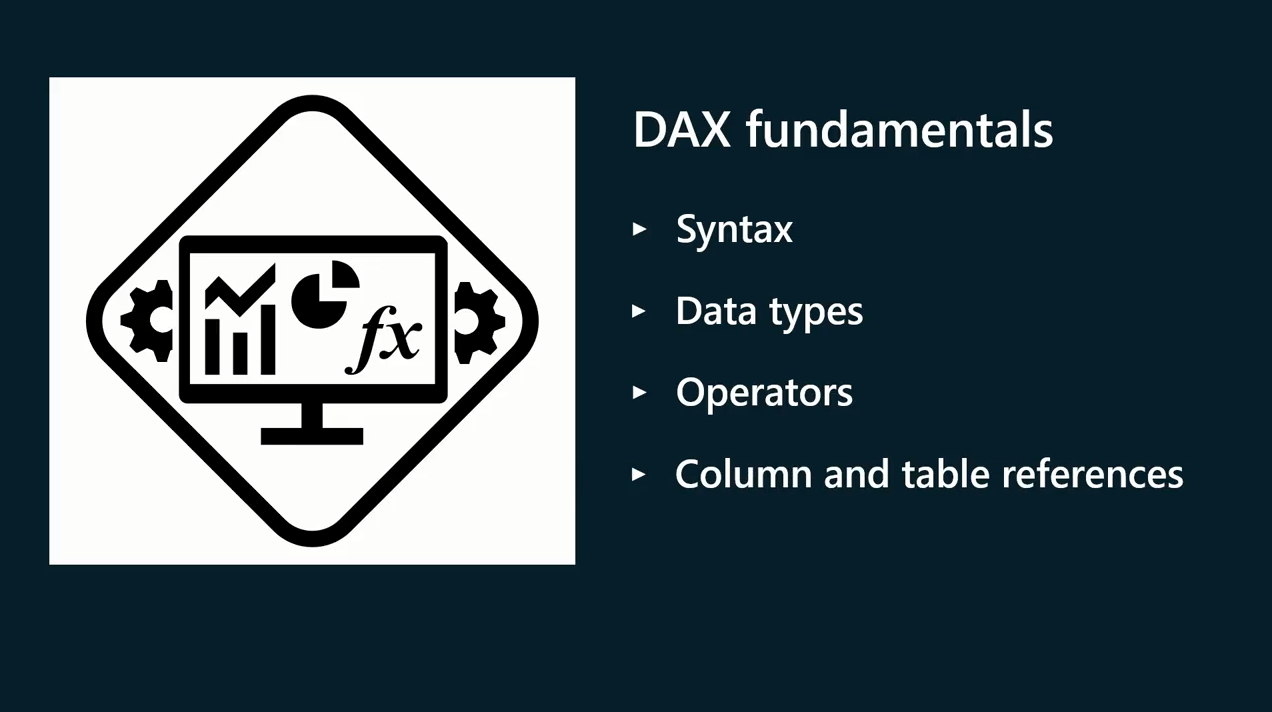 DAX fundamentals
Syntax
Data types
Operators
Column and table references
fx